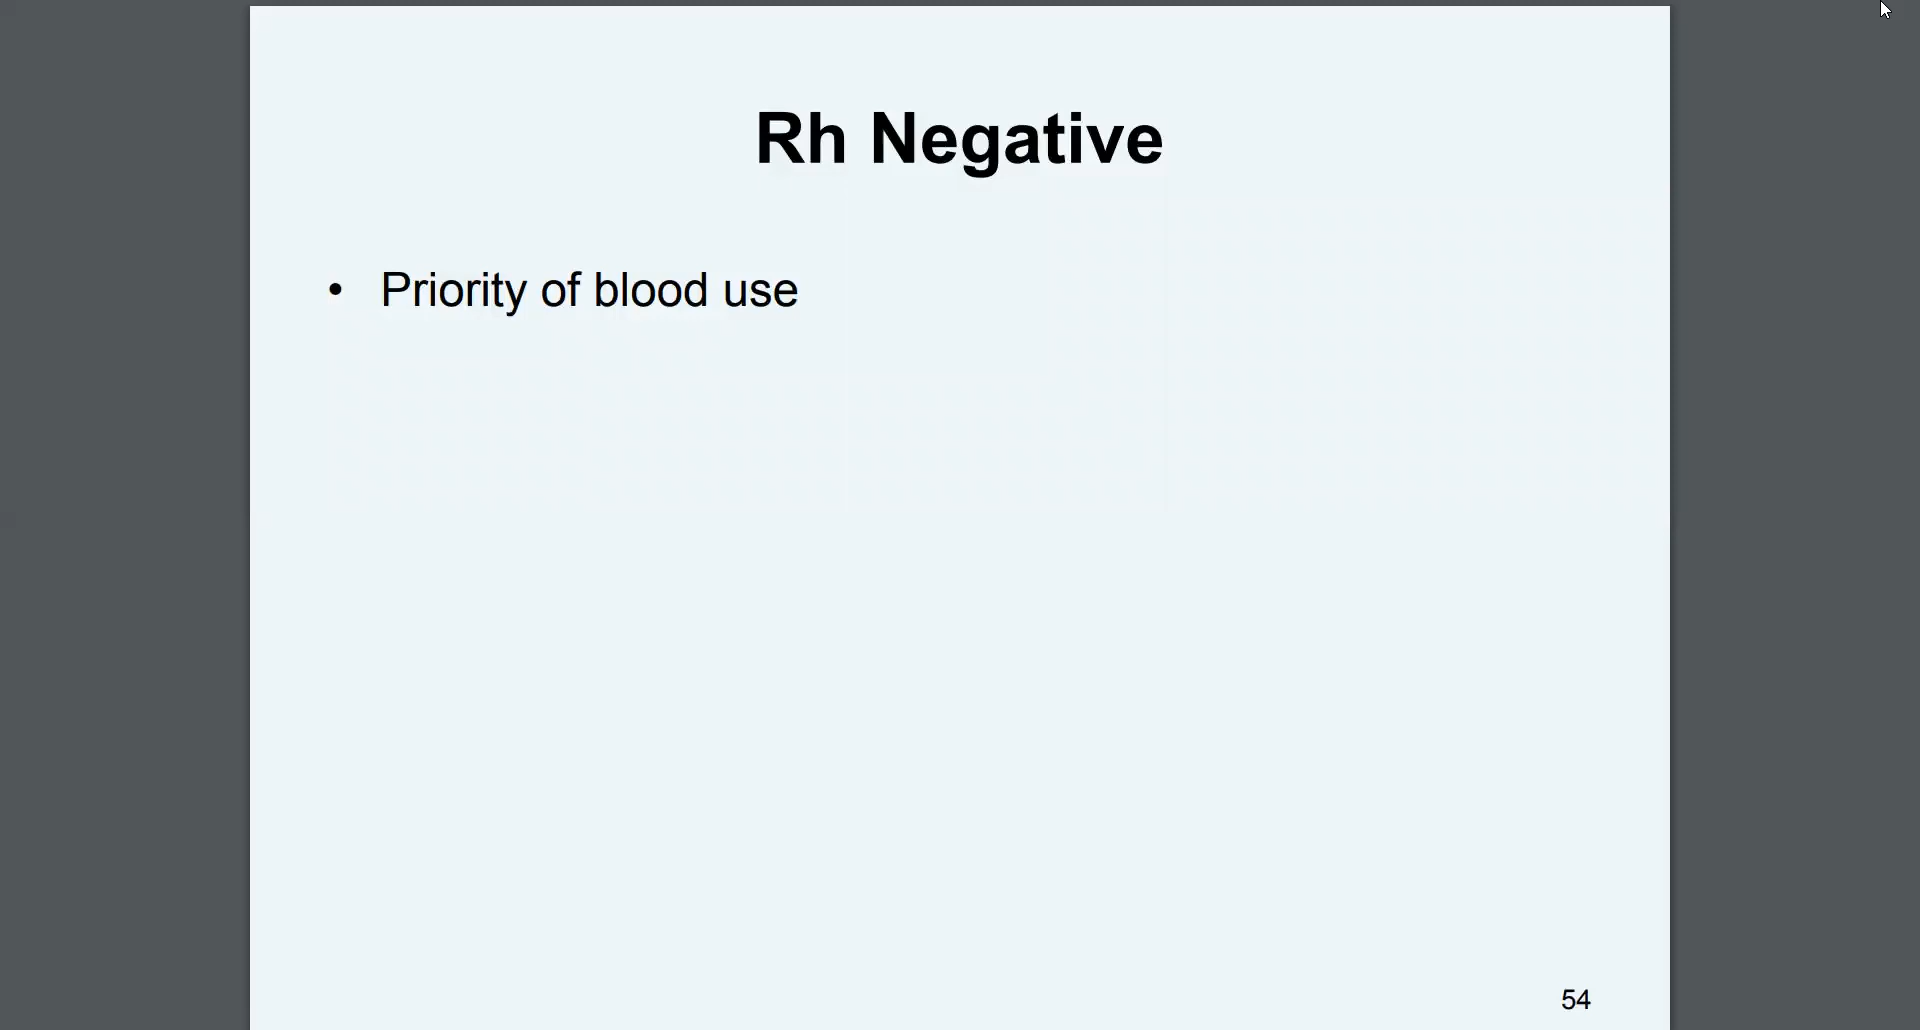 Rh Negative
• Priority of blood use
54